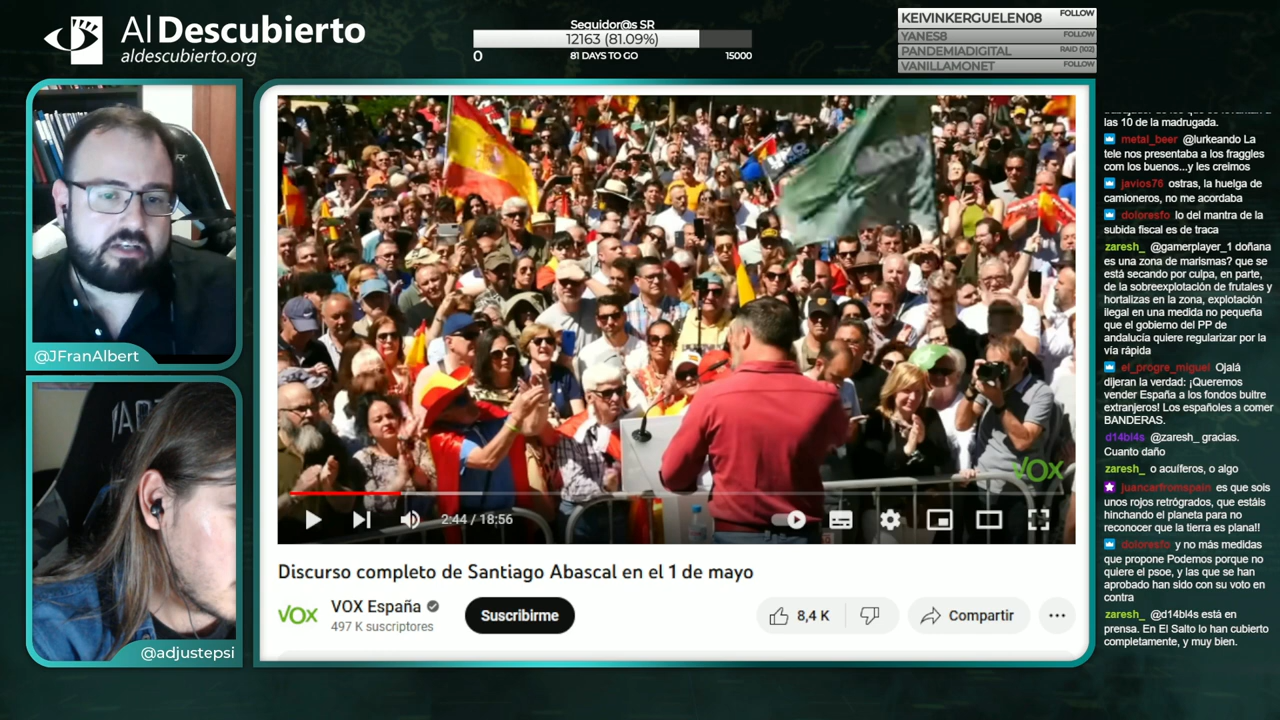 Al Descubierto
aldescubierto.org
Seguidor@s SR
12163 (81.09%)
0
81 DAYS TO GO
15000
KEIVINKERGUELEN08 FOLLOW
YANES8 FOLLOW
PANDEMIADIGITAL RAID (102)
VANILLAMONET FOLLOW
@JFranAlbert
@adjustepsi
VOX
2:44 / 18:56
Discurso completo de Santiago Abascal en el 1 de mayo
VOX
VOX España
497 K suscriptores
Suscribirme
8,4 K
Compartir
las 10 de la madrugada.
metal_beer @lurkeando La
tele nos presentaba a los fraggles
com los buenos...y les creimos
javios76 ostras, la huelga de
camioneros, no me acordaba
doloresfo lo del mantra de la
subida fiscal es de traca
zaresh_ @gamerplayer_1 doñana
es una zona de marismas? que se
está secando por culpa, en parte,
de la sobreexplotación de frutales y
hortalizas en la zona, explotación
ilegal en una medida no pequeña
que el gobierno del PP de
andalucía quiere regularizar por la
vía rápida
el_progre_miguel Ojalá
dijeran la verdad: ¡Queremos
vender España a los fondos buitre
extranjeros! Los españoles a comer
BANDERAS.
d14bl4s @zaresh_ gracias.
Cuanto daño
zaresh_ o acuíferos, o algo
juancarfromspain es que sois
unos rojos retrógrados, que estáis
hinchando el planeta para no
reconocer que la tierra es plana!!
doloresfo y no más medidas
que propone Podemos porque no
quiere el psoe, y las que se han
aprobado han sido con su voto en
contra
zaresh_ @d14bl4s está en
prensa. En El Salto lo han cubierto
completamente, y muy bien.